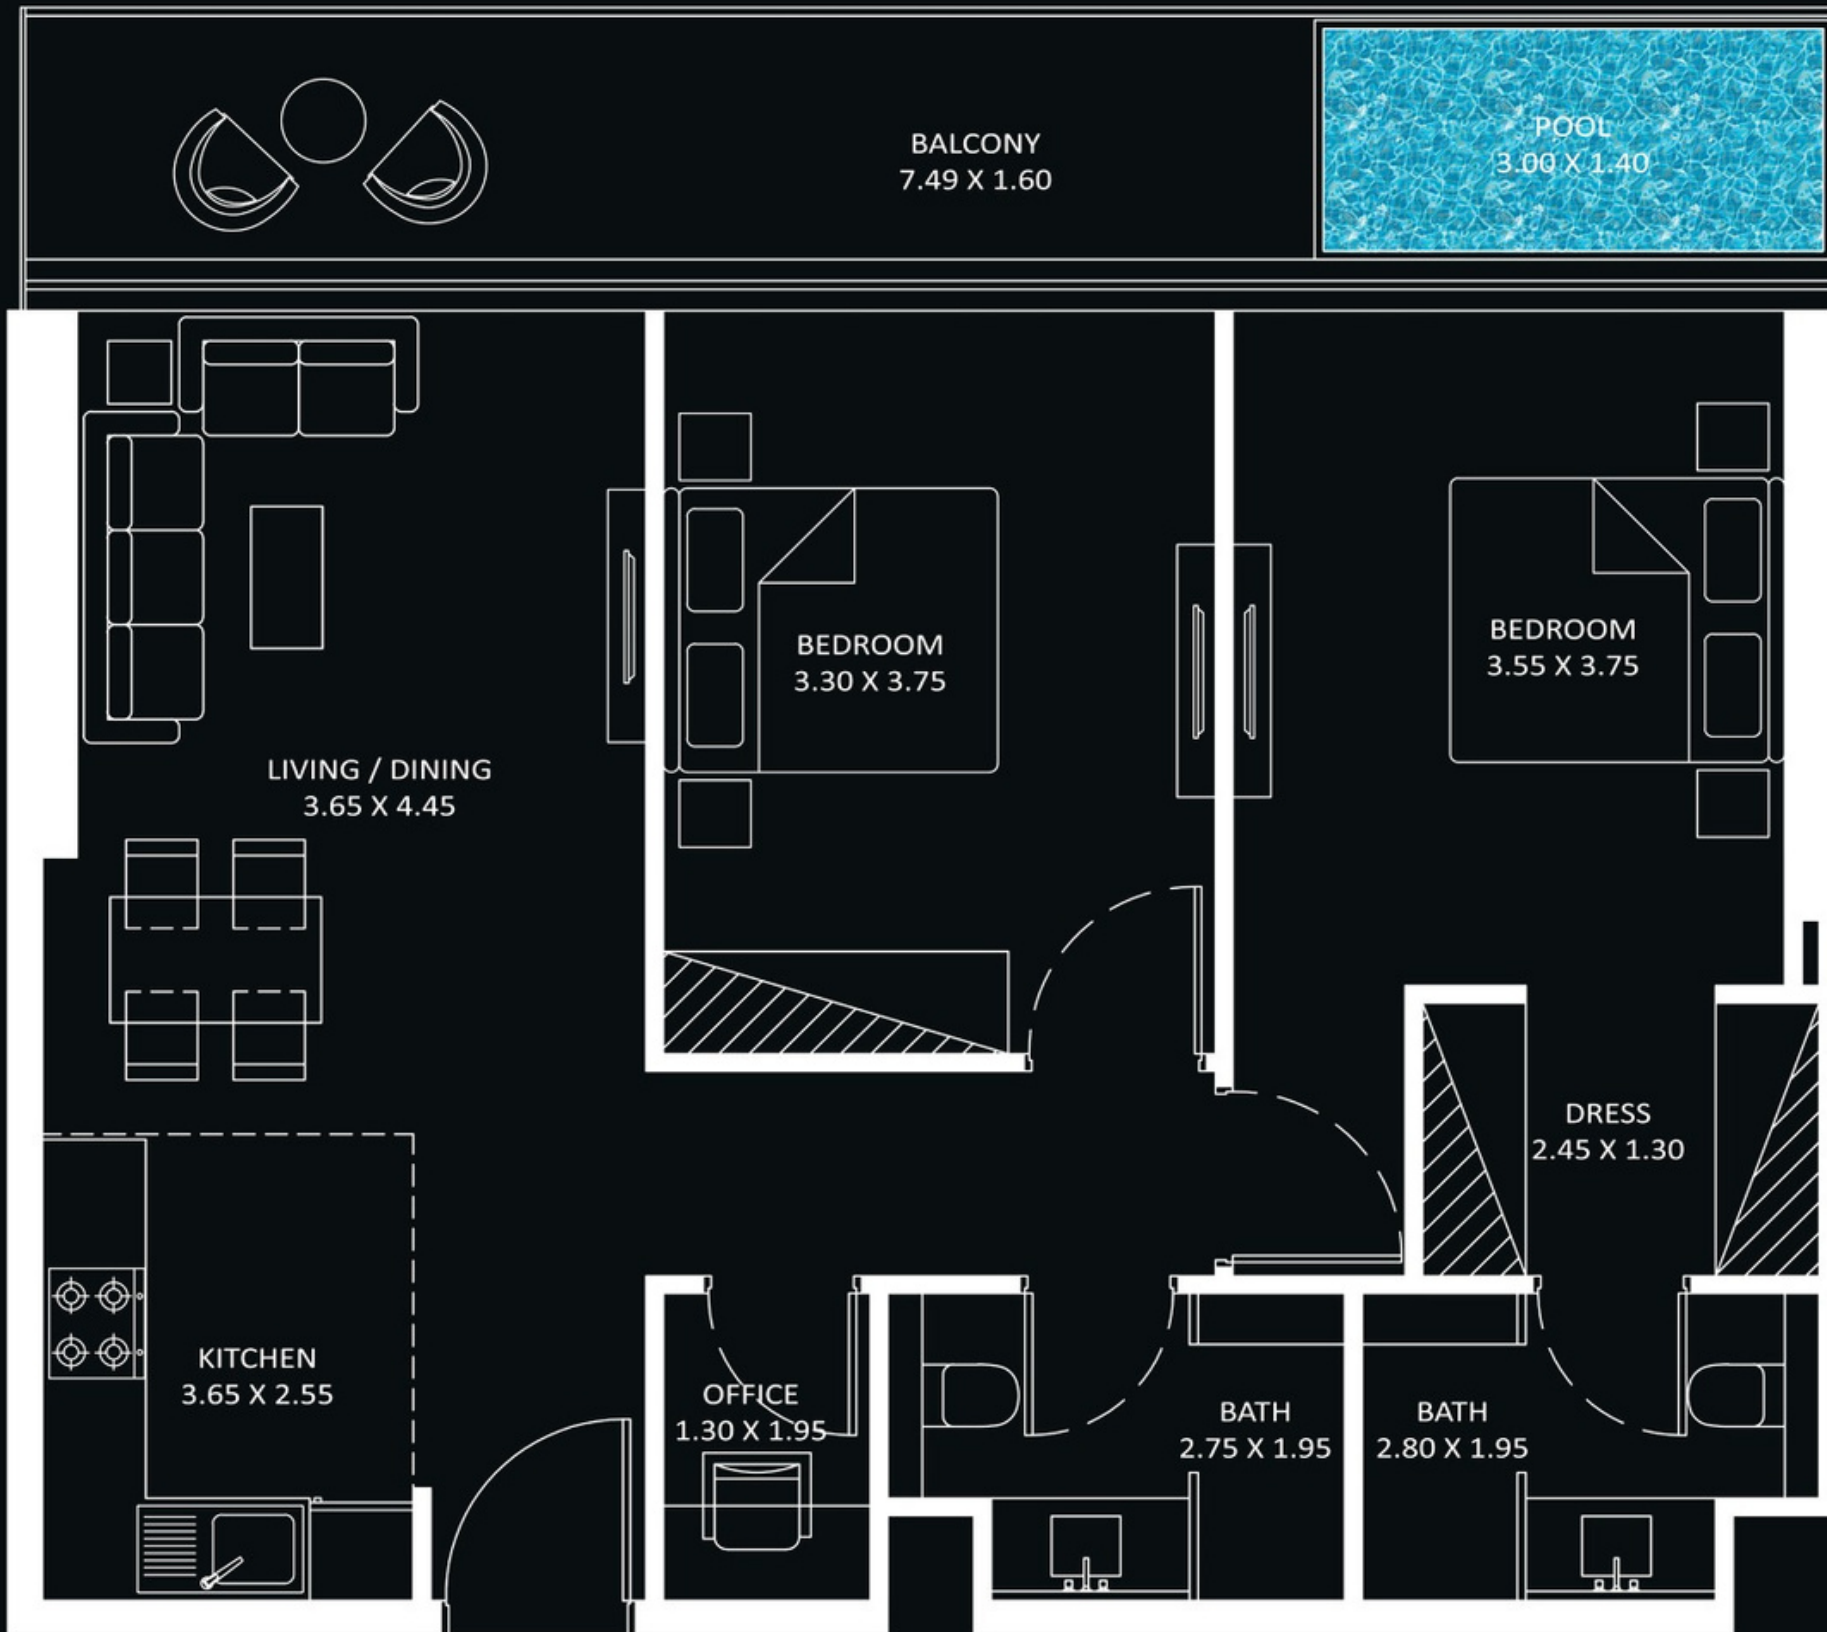 BALCONY
7.49 X 1.60
POOL
3.00 X 1.40
BEDROOM
3.30 X 3.75
BEDROOM
3.55 X 3.75
LIVING / DINING
3.65 X 4.45
DRESS
2.45 X 1.30
KITCHEN
3.65 X 2.55
OFFICE
1.30 X 1.95
BATH
2.75 X 1.95
BATH
2.80 X 1.95